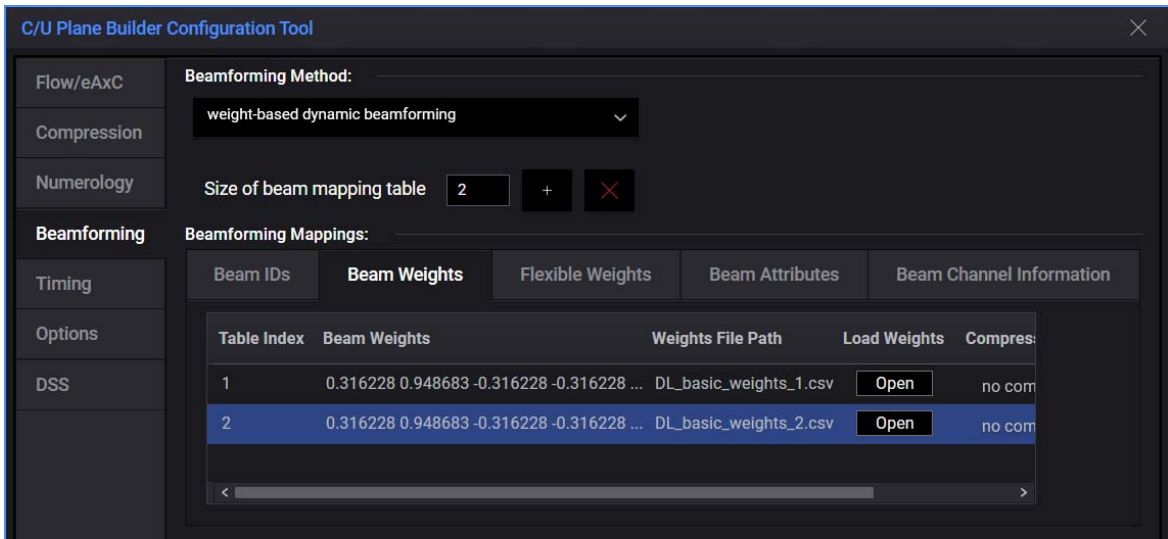 C/U Plane Builder Configuration Tool
Flow/eAxC
Compression
Numerology
Beamforming
Timing
Options
DSS
Beamforming Method:
weight-based dynamic beamforming
Size of beam mapping table 2 +
Beamforming Mappings:
Beam IDs Beam Weights Flexible Weights Beam Attributes Beam Channel Information
Table Index Beam Weights Weights File Path Load Weights Compres
1 0.316228 0.948683 -0.316228 -0.316228 ... DL_basic_weights_1.csv Open no com
2 0.316228 0.948683 -0.316228 -0.316228 ... DL_basic_weights_2.csv Open no com